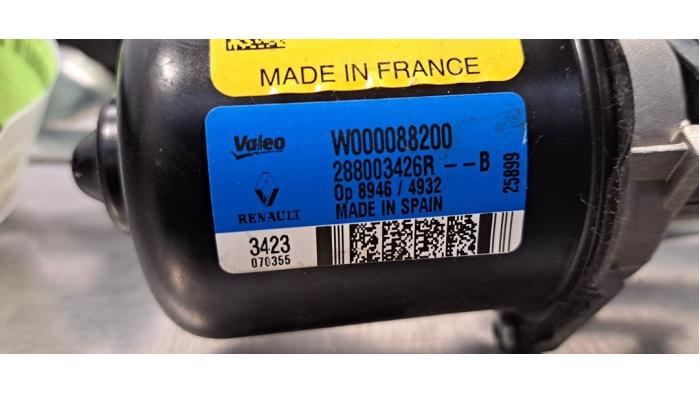 MADE IN FRANCE
Valeo W000088200
288003426R -- B
Op 8946 / 4932
RENAULT MADE IN SPAIN
25899
3423
070355